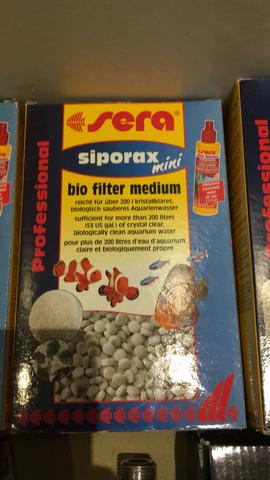 sera®
siporax mini
bio filter medium
reicht für über 200 l kristallklares,
biologisch sauberes Aquarienwasser
sufficient for more than 200 liters
(53 US gal.) of crystal clear,
biologically clean aquarium water
pour plus de 200 litres d'eau d'aquarium
claire et biologiquement propre
Professional
sera
Professional